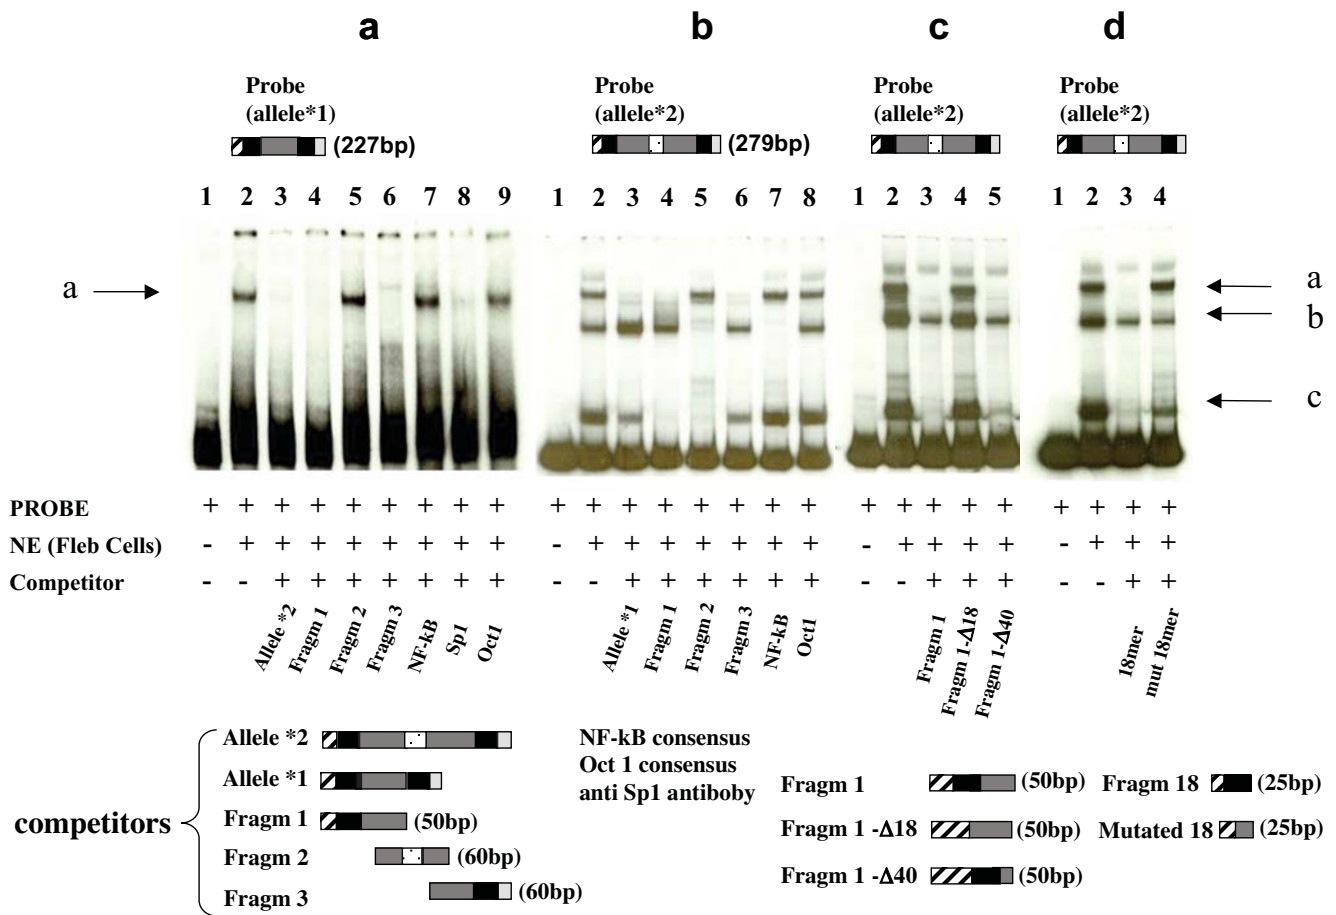 a b c d
Probe Probe Probe Probe
(allele*1) (allele*2) (allele*2) (allele*2)
(227bp) (279bp)
1 2 3 4 5 6 7 8 9 1 2 3 4 5 6 7 8 1 2 3 4 5 1 2 3 4
a a
b
c
PROBE + + + + + + + + + + + + + + + + + + + + + + + + + +
NE (Fleb Cells) - + + + + + + + + - + + + + + + + - + + + + - + + +
Competitor - - + + + + + + + - - + + + + + + - - + + + - - + +
Allele *2 Fragm 1 Fragm 2 Fragm 3 NF-kB Sp1 Oct1 Allele *1 Fragm 1 Fragm 2 Fragm 3 NF-kB Oct1 Fragm 1 Fragm 1-Δ18 Fragm 1-Δ40 18mer mut 18mer
competitors
Allele *2
Allele *1
Fragm 1 (50bp)
Fragm 2 (60bp)
Fragm 3 (60bp)
NF-kB consensus
Oct 1 consensus
anti Sp1 antiboby
Fragm 1 (50bp) Fragm 18 (25bp)
Fragm 1 -Δ18 (50bp) Mutated 18 (25bp)
Fragm 1 -Δ40 (50bp)